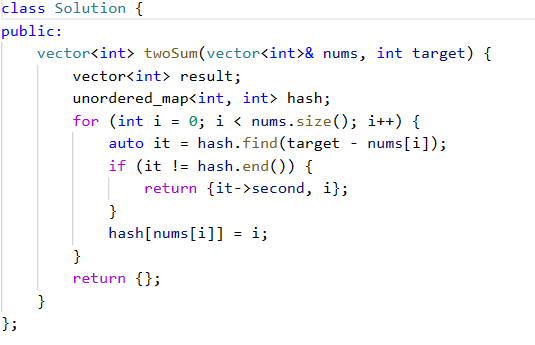 class Solution {
public:
    vector<int> twoSum(vector<int>& nums, int target) {
        vector<int> result;
        unordered_map<int, int> hash;
        for (int i = 0; i < nums.size(); i++) {
            auto it = hash.find(target - nums[i]);
            if (it != hash.end()) {
                return {it->second, i};
            }
            hash[nums[i]] = i;
        }
        return {};
    }
};